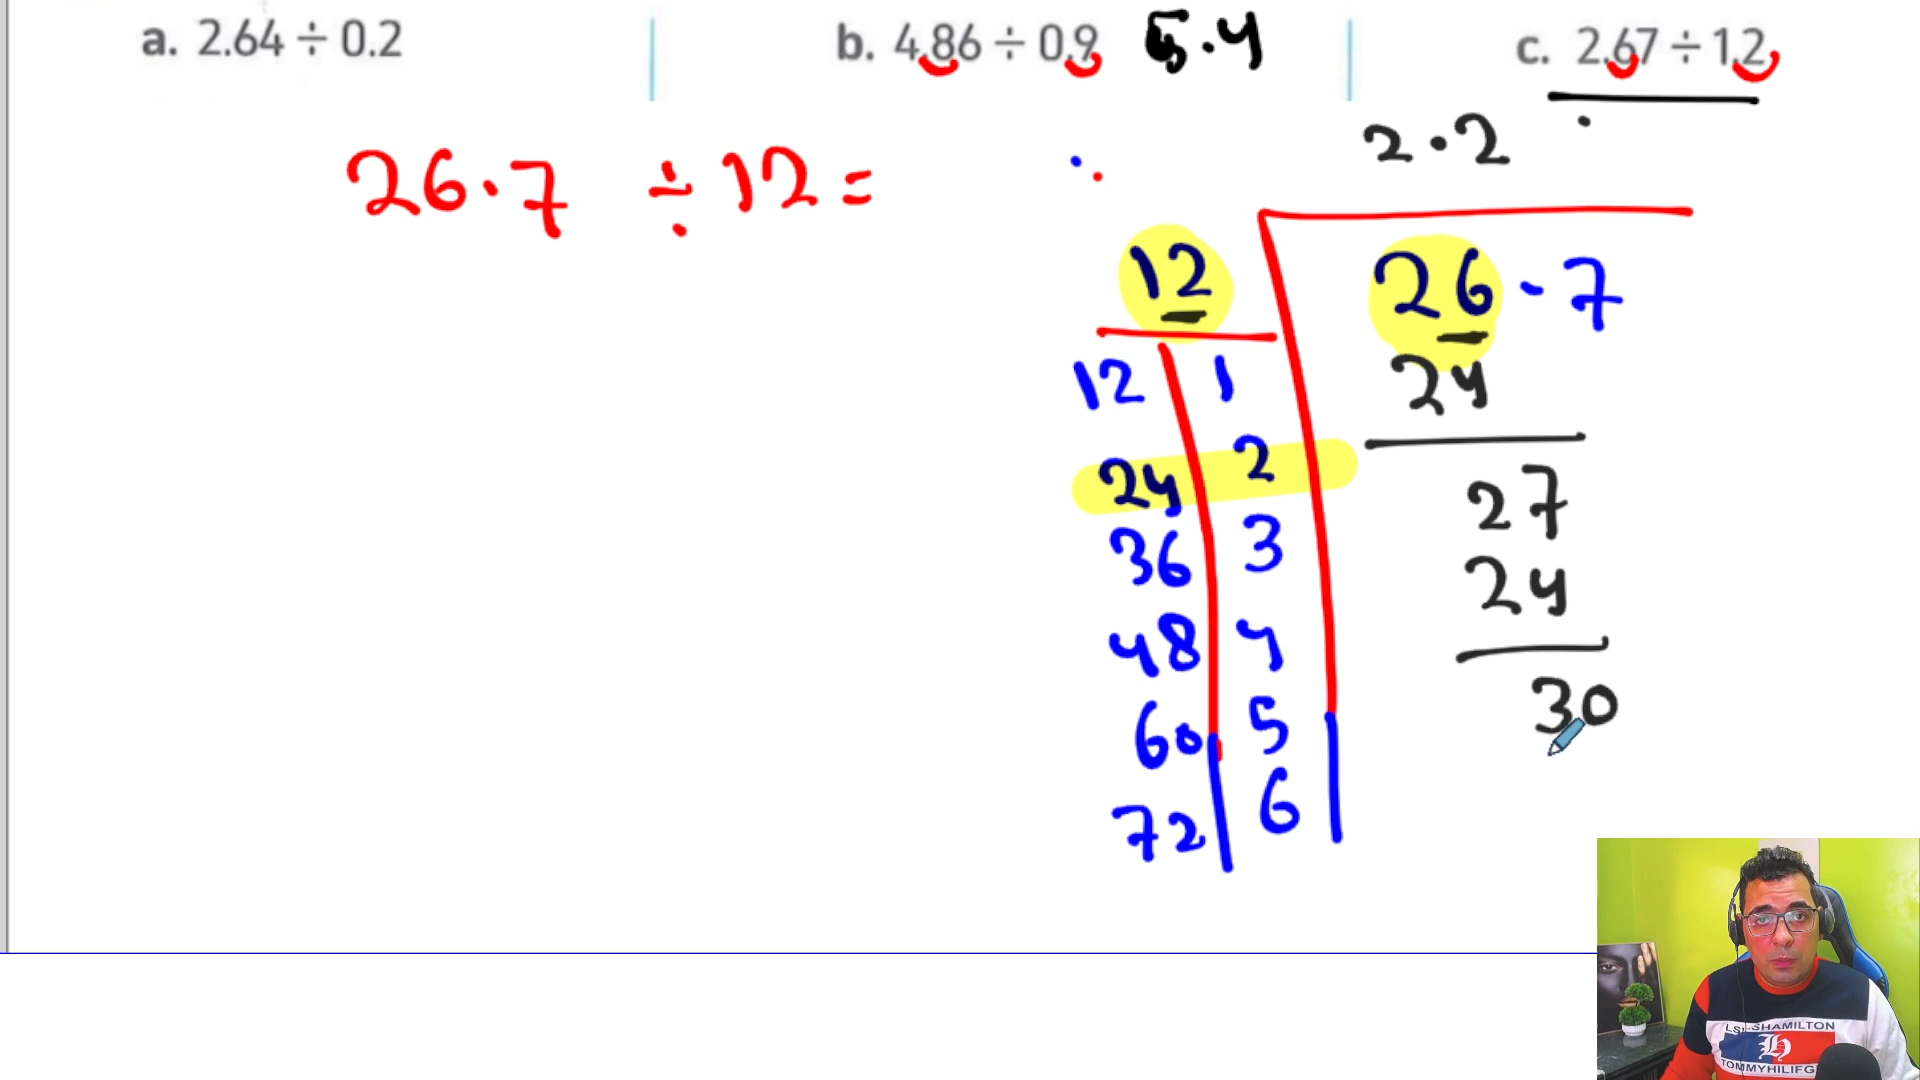 a. 2.64 ÷ 0.2
b. 4.86 ÷ 0.9 5.4
c. 2.67 ÷ 1.2
26.7 ÷ 12 =
2.2
12 26.7
12 1 24
24 2 27
36 3 24
48 4 30
60 5
72 6
HAMILTON
H
TOMMYHILIFG